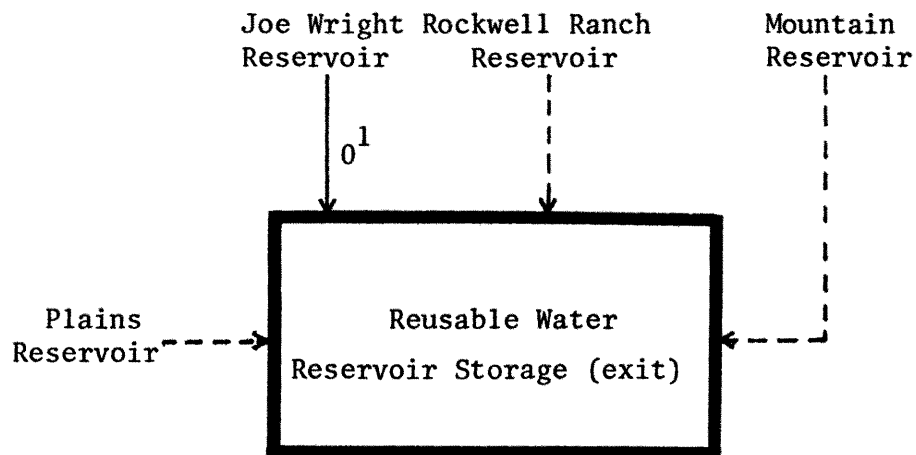 Joe Wright Rockwell Ranch Mountain
Reservoir Reservoir Reservoir
0¹
Plains
Reservoir
Reusable Water
Reservoir Storage (exit)